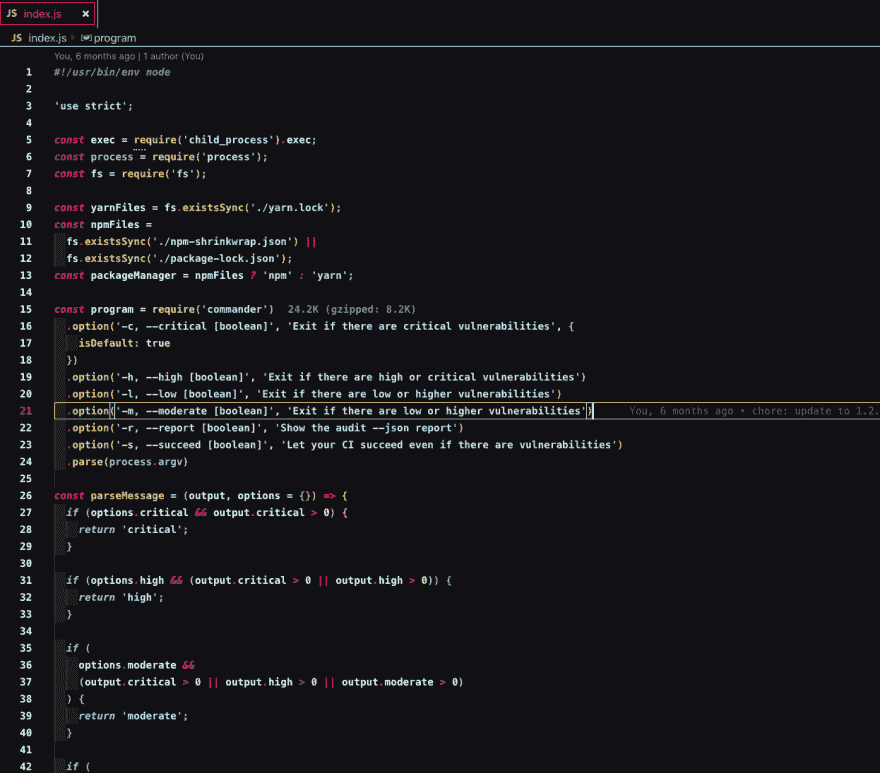 JS index.js ×
JS index.js > program
You, 6 months ago | 1 author (You)
1 #!/usr/bin/env node
2
3 'use strict';
4
5 const exec = require('child_process').exec;
6 const process = require('process');
7 const fs = require('fs');
8
9 const yarnFiles = fs.existsSync('./yarn.lock');
10 const npmFiles =
11 fs.existsSync('./npm-shrinkwrap.json') ||
12 fs.existsSync('./package-lock.json');
13 const packageManager = npmFiles ? 'npm' : 'yarn';
14
15 const program = require('commander') 24.2K (gzipped: 8.2K)
16 .option('-c, --critical [boolean]', 'Exit if there are critical vulnerabilities', {
17 isDefault: true
18 })
19 .option('-h, --high [boolean]', 'Exit if there are high or critical vulnerabilities')
20 .option('-l, --low [boolean]', 'Exit if there are low or higher vulnerabilities')
21 .option('-m, --moderate [boolean]', 'Exit if there are low or higher vulnerabilities') You, 6 months ago • chore: update to 1.2.
22 .option('-r, --report [boolean]', 'Show the audit --json report')
23 .option('-s, --succeed [boolean]', 'Let your CI succeed even if there are vulnerabilities')
24 .parse(process.argv)
25
26 const parseMessage = (output, options = {}) => {
27 if (options.critical && output.critical > 0) {
28 return 'critical';
29 }
30
31 if (options.high && (output.critical > 0 || output.high > 0)) {
32 return 'high';
33 }
34
35 if (
36 options.moderate &&
37 (output.critical > 0 || output.high > 0 || output.moderate > 0)
38 ) {
39 return 'moderate';
40 }
41
42 if (